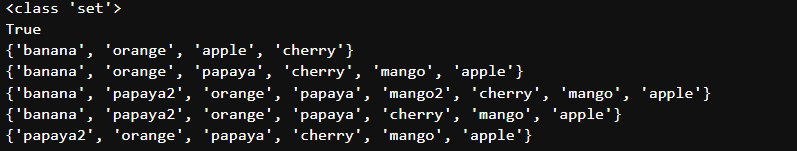 <class 'set'>
True
{'banana', 'orange', 'apple', 'cherry'}
{'banana', 'orange', 'papaya', 'cherry', 'mango', 'apple'}
{'banana', 'papaya2', 'orange', 'papaya', 'mango2', 'cherry', 'mango', 'apple'}
{'banana', 'papaya2', 'orange', 'papaya', 'cherry', 'mango', 'apple'}
{'papaya2', 'orange', 'papaya', 'cherry', 'mango', 'apple'}